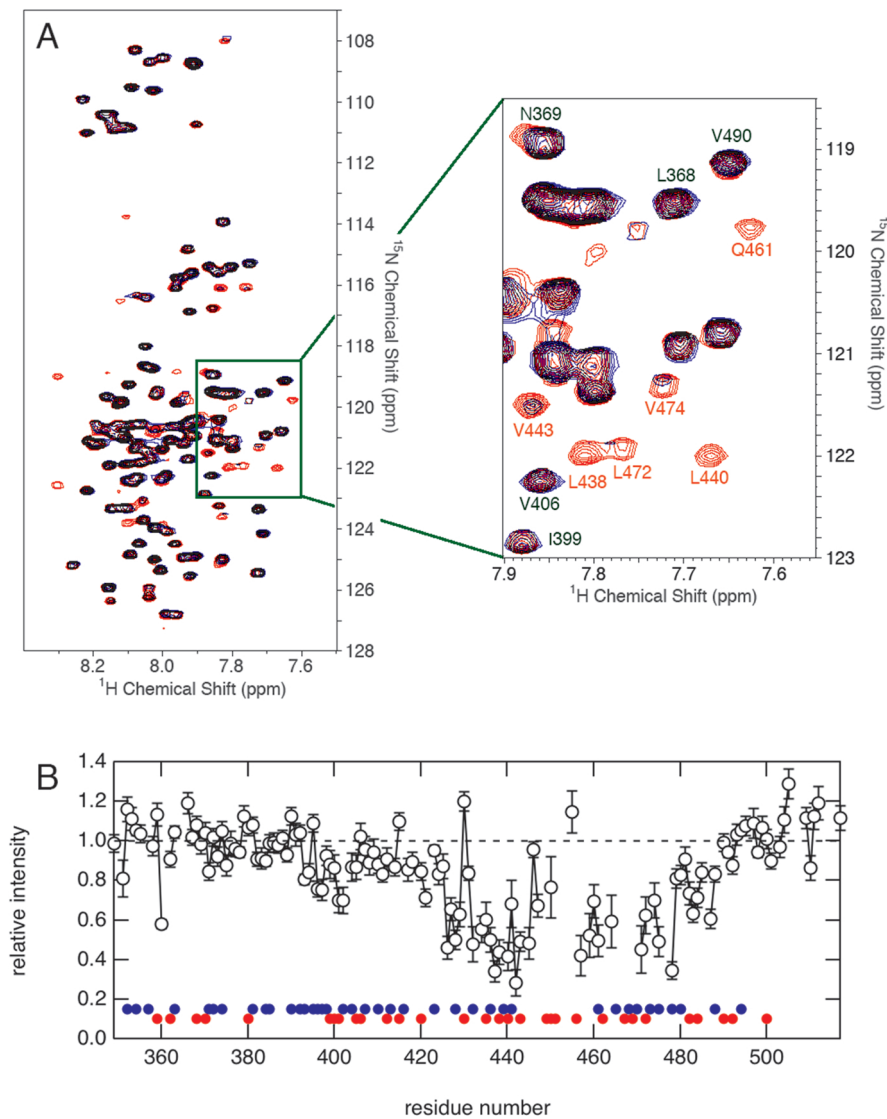 A
108
110
112
114
116
118
120
122
124
126
128
¹⁵N Chemical Shift (ppm)
8.2 8.0 7.8 7.6
¹H Chemical Shift (ppm)
N369
V490
L368
Q461
V474
V443
L438
L472
L440
V406
I399
119
120
121
122
123
¹⁵N Chemical Shift (ppm)
7.9 7.8 7.7 7.6
¹H Chemical Shift (ppm)
B
1.4
1.2
1.0
0.8
0.6
0.4
0.2
0.0
relative intensity
360 380 400 420 440 460 480 500
residue number